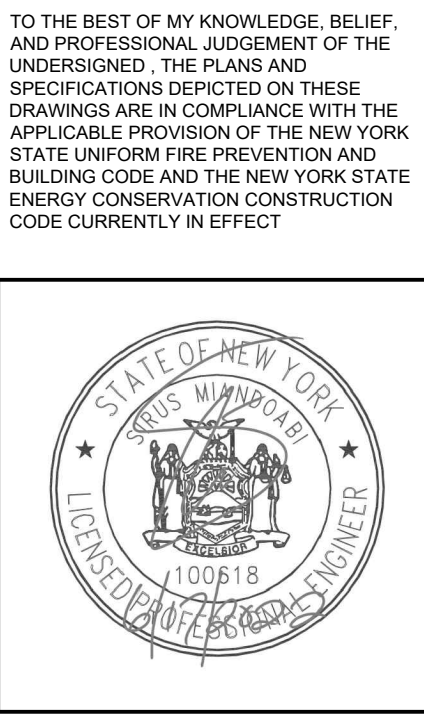 TO THE BEST OF MY KNOWLEDGE, BELIEF,
AND PROFESSIONAL JUDGEMENT OF THE
UNDERSIGNED , THE PLANS AND
SPECIFICATIONS DEPICTED ON THESE
DRAWINGS ARE IN COMPLIANCE WITH THE
APPLICABLE PROVISION OF THE NEW YORK
STATE UNIFORM FIRE PREVENTION AND
BUILDING CODE AND THE NEW YORK STATE
ENERGY CONSERVATION CONSTRUCTION
CODE CURRENTLY IN EFFECT
STATE OF NEW YORK
SIRUS MIANDOABI
EXCELSIOR
100618
LICENSED PROFESSIONAL ENGINEER